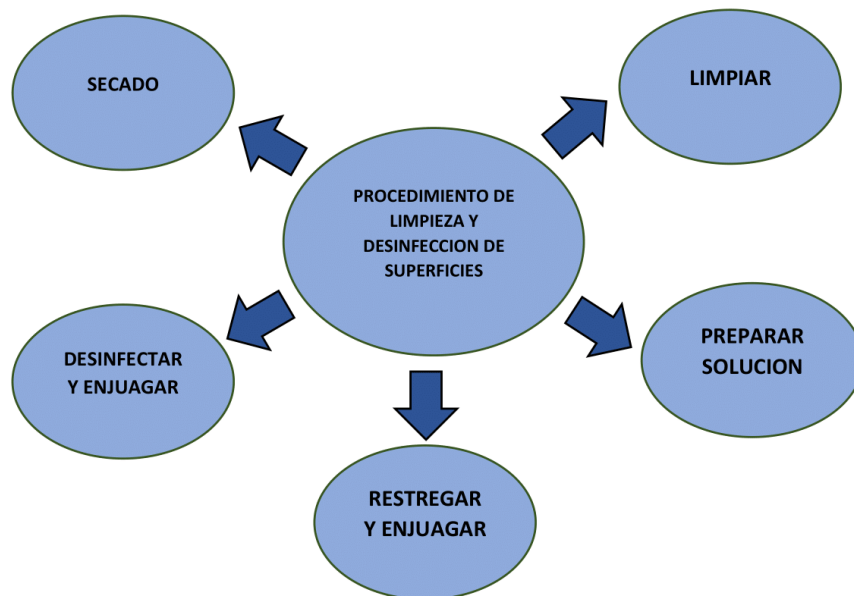 SECADO
LIMPIAR
PROCEDIMIENTO DE
LIMPIEZA Y
DESINFECCION DE
SUPERFICIES
DESINFECTAR
Y ENJUAGAR
PREPARAR
SOLUCION
RESTREGAR
Y ENJUAGAR